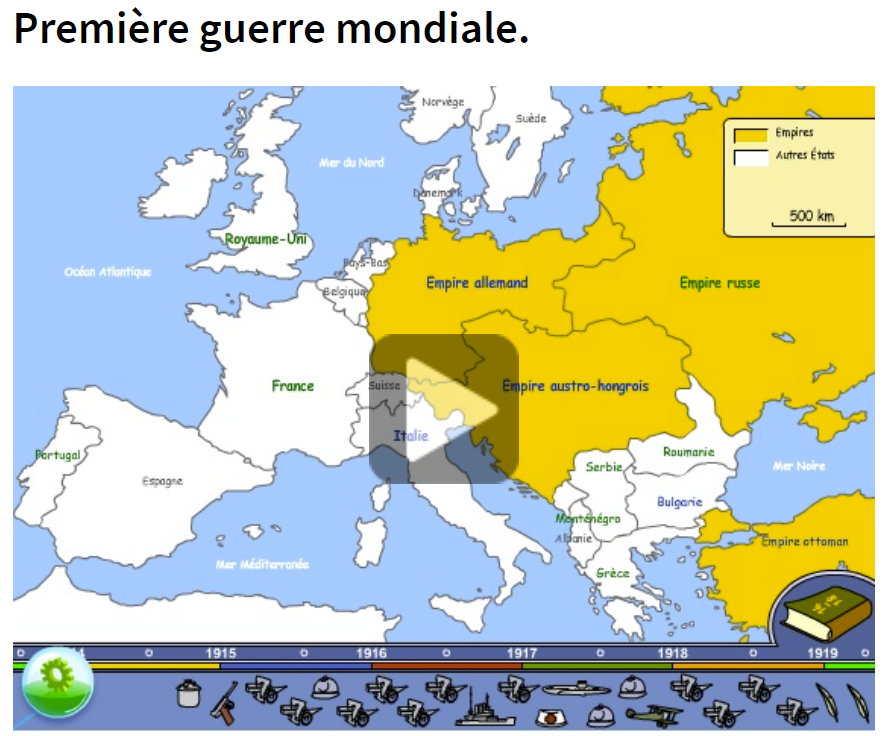 Première guerre mondiale.
Norvège
Suède
Mer du Nord
Danemark
Empires
Autres États
500 km
Royaume-Uni
Pays-Bas
Océan Atlantique
Belgique
Empire allemand
Empire russe
France
Suisse
Empire austro-hongrois
Italie
Portugal
Espagne
Serbie
Roumanie
Mer Noire
Bulgarie
Monténégro
Albanie
Empire ottoman
Mer Méditerranée
Grèce
1915
1916
1917
1918
1919